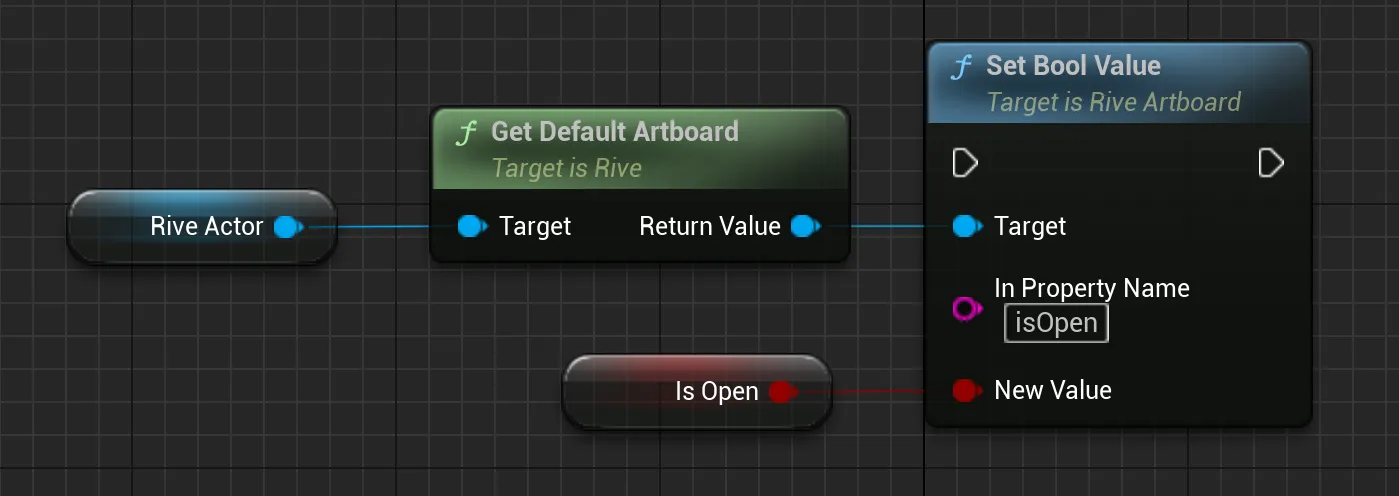 Set Bool Value
Target is Rive Artboard
Get Default Artboard
Target is Rive
Rive Actor
Target
Return Value
Target
In Property Name
isOpen
Is Open
New Value